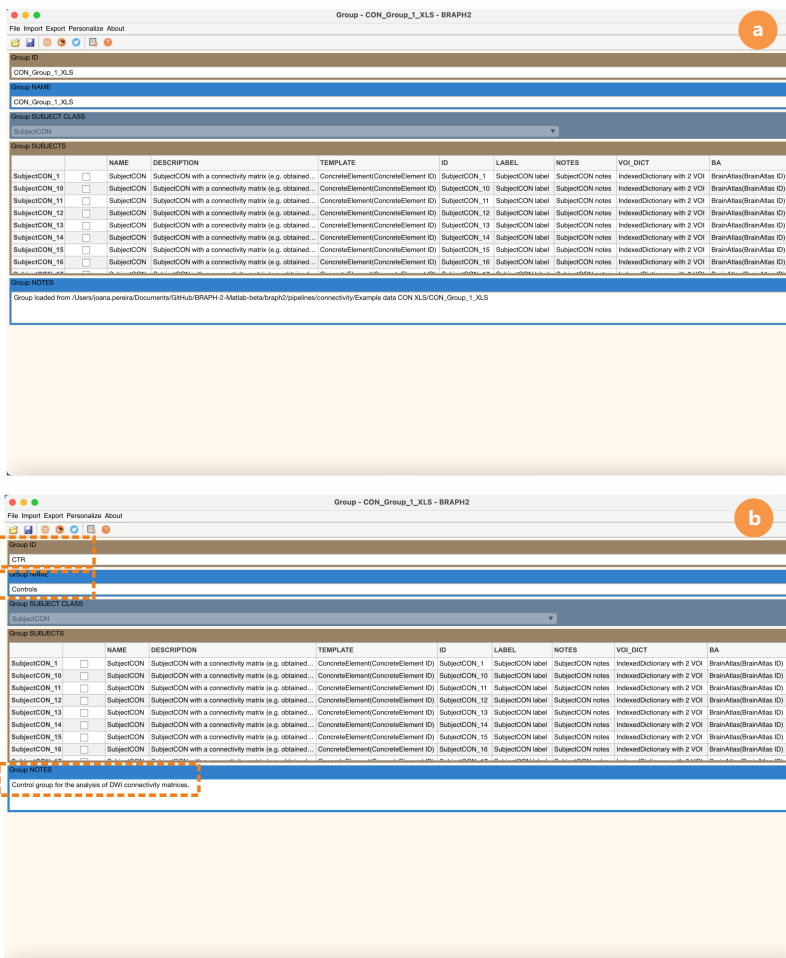 Group - CON_Group_1_XLS - BRAPH2
a
File Import Export Personalize About
Group ID
CON_Group_1_XLS
Group NAME
CON_Group_1_XLS
Group SUBJECT CLASS
SubjectCON
Group SUBJECTS
NAME DESCRIPTION TEMPLATE ID LABEL NOTES VOI_DICT BA
SubjectCON_1 SubjectCON SubjectCON with a connectivity matrix (e.g. obtained... ConcreteElement(ConcreteElement ID) SubjectCON_1 SubjectCON label SubjectCON notes IndexedDictionary with 2 VOI BrainAtlas(BrainAtlas ID)
SubjectCON_10 SubjectCON SubjectCON with a connectivity matrix (e.g. obtained... ConcreteElement(ConcreteElement ID) SubjectCON_10 SubjectCON label SubjectCON notes IndexedDictionary with 2 VOI BrainAtlas(BrainAtlas ID)
SubjectCON_11 SubjectCON SubjectCON with a connectivity matrix (e.g. obtained... ConcreteElement(ConcreteElement ID) SubjectCON_11 SubjectCON label SubjectCON notes IndexedDictionary with 2 VOI BrainAtlas(BrainAtlas ID)
SubjectCON_12 SubjectCON SubjectCON with a connectivity matrix (e.g. obtained... ConcreteElement(ConcreteElement ID) SubjectCON_12 SubjectCON label SubjectCON notes IndexedDictionary with 2 VOI BrainAtlas(BrainAtlas ID)
SubjectCON_13 SubjectCON SubjectCON with a connectivity matrix (e.g. obtained... ConcreteElement(ConcreteElement ID) SubjectCON_13 SubjectCON label SubjectCON notes IndexedDictionary with 2 VOI BrainAtlas(BrainAtlas ID)
SubjectCON_14 SubjectCON SubjectCON with a connectivity matrix (e.g. obtained... ConcreteElement(ConcreteElement ID) SubjectCON_14 SubjectCON label SubjectCON notes IndexedDictionary with 2 VOI BrainAtlas(BrainAtlas ID)
SubjectCON_15 SubjectCON SubjectCON with a connectivity matrix (e.g. obtained... ConcreteElement(ConcreteElement ID) SubjectCON_15 SubjectCON label SubjectCON notes IndexedDictionary with 2 VOI BrainAtlas(BrainAtlas ID)
SubjectCON_16 SubjectCON SubjectCON with a connectivity matrix (e.g. obtained... ConcreteElement(ConcreteElement ID) SubjectCON_16 SubjectCON label SubjectCON notes IndexedDictionary with 2 VOI BrainAtlas(BrainAtlas ID)
Group NOTES
Group loaded from /Users/joana.pereira/Documents/GitHub/BRAPH-2-Matlab-beta/braph2/pipelines/connectivity/Example data CON XLS/CON_Group_1_XLS
Group - CON_Group_1_XLS - BRAPH2
b
File Import Export Personalize About
Group ID
CTR
Group NAME
Controls
Group SUBJECT CLASS
SubjectCON
Group SUBJECTS
NAME DESCRIPTION TEMPLATE ID LABEL NOTES VOI_DICT BA
SubjectCON_1 SubjectCON SubjectCON with a connectivity matrix (e.g. obtained... ConcreteElement(ConcreteElement ID) SubjectCON_1 SubjectCON label SubjectCON notes IndexedDictionary with 2 VOI BrainAtlas(BrainAtlas ID)
SubjectCON_10 SubjectCON SubjectCON with a connectivity matrix (e.g. obtained... ConcreteElement(ConcreteElement ID) SubjectCON_10 SubjectCON label SubjectCON notes IndexedDictionary with 2 VOI BrainAtlas(BrainAtlas ID)
SubjectCON_11 SubjectCON SubjectCON with a connectivity matrix (e.g. obtained... ConcreteElement(ConcreteElement ID) SubjectCON_11 SubjectCON label SubjectCON notes IndexedDictionary with 2 VOI BrainAtlas(BrainAtlas ID)
SubjectCON_12 SubjectCON SubjectCON with a connectivity matrix (e.g. obtained... ConcreteElement(ConcreteElement ID) SubjectCON_12 SubjectCON label SubjectCON notes IndexedDictionary with 2 VOI BrainAtlas(BrainAtlas ID)
SubjectCON_13 SubjectCON SubjectCON with a connectivity matrix (e.g. obtained... ConcreteElement(ConcreteElement ID) SubjectCON_13 SubjectCON label SubjectCON notes IndexedDictionary with 2 VOI BrainAtlas(BrainAtlas ID)
SubjectCON_14 SubjectCON SubjectCON with a connectivity matrix (e.g. obtained... ConcreteElement(ConcreteElement ID) SubjectCON_14 SubjectCON label SubjectCON notes IndexedDictionary with 2 VOI BrainAtlas(BrainAtlas ID)
SubjectCON_15 SubjectCON SubjectCON with a connectivity matrix (e.g. obtained... ConcreteElement(ConcreteElement ID) SubjectCON_15 SubjectCON label SubjectCON notes IndexedDictionary with 2 VOI BrainAtlas(BrainAtlas ID)
SubjectCON_16 SubjectCON SubjectCON with a connectivity matrix (e.g. obtained... ConcreteElement(ConcreteElement ID) SubjectCON_16 SubjectCON label SubjectCON notes IndexedDictionary with 2 VOI BrainAtlas(BrainAtlas ID)
Group NOTES
Control group for the analysis of DWI connectivity matrices.